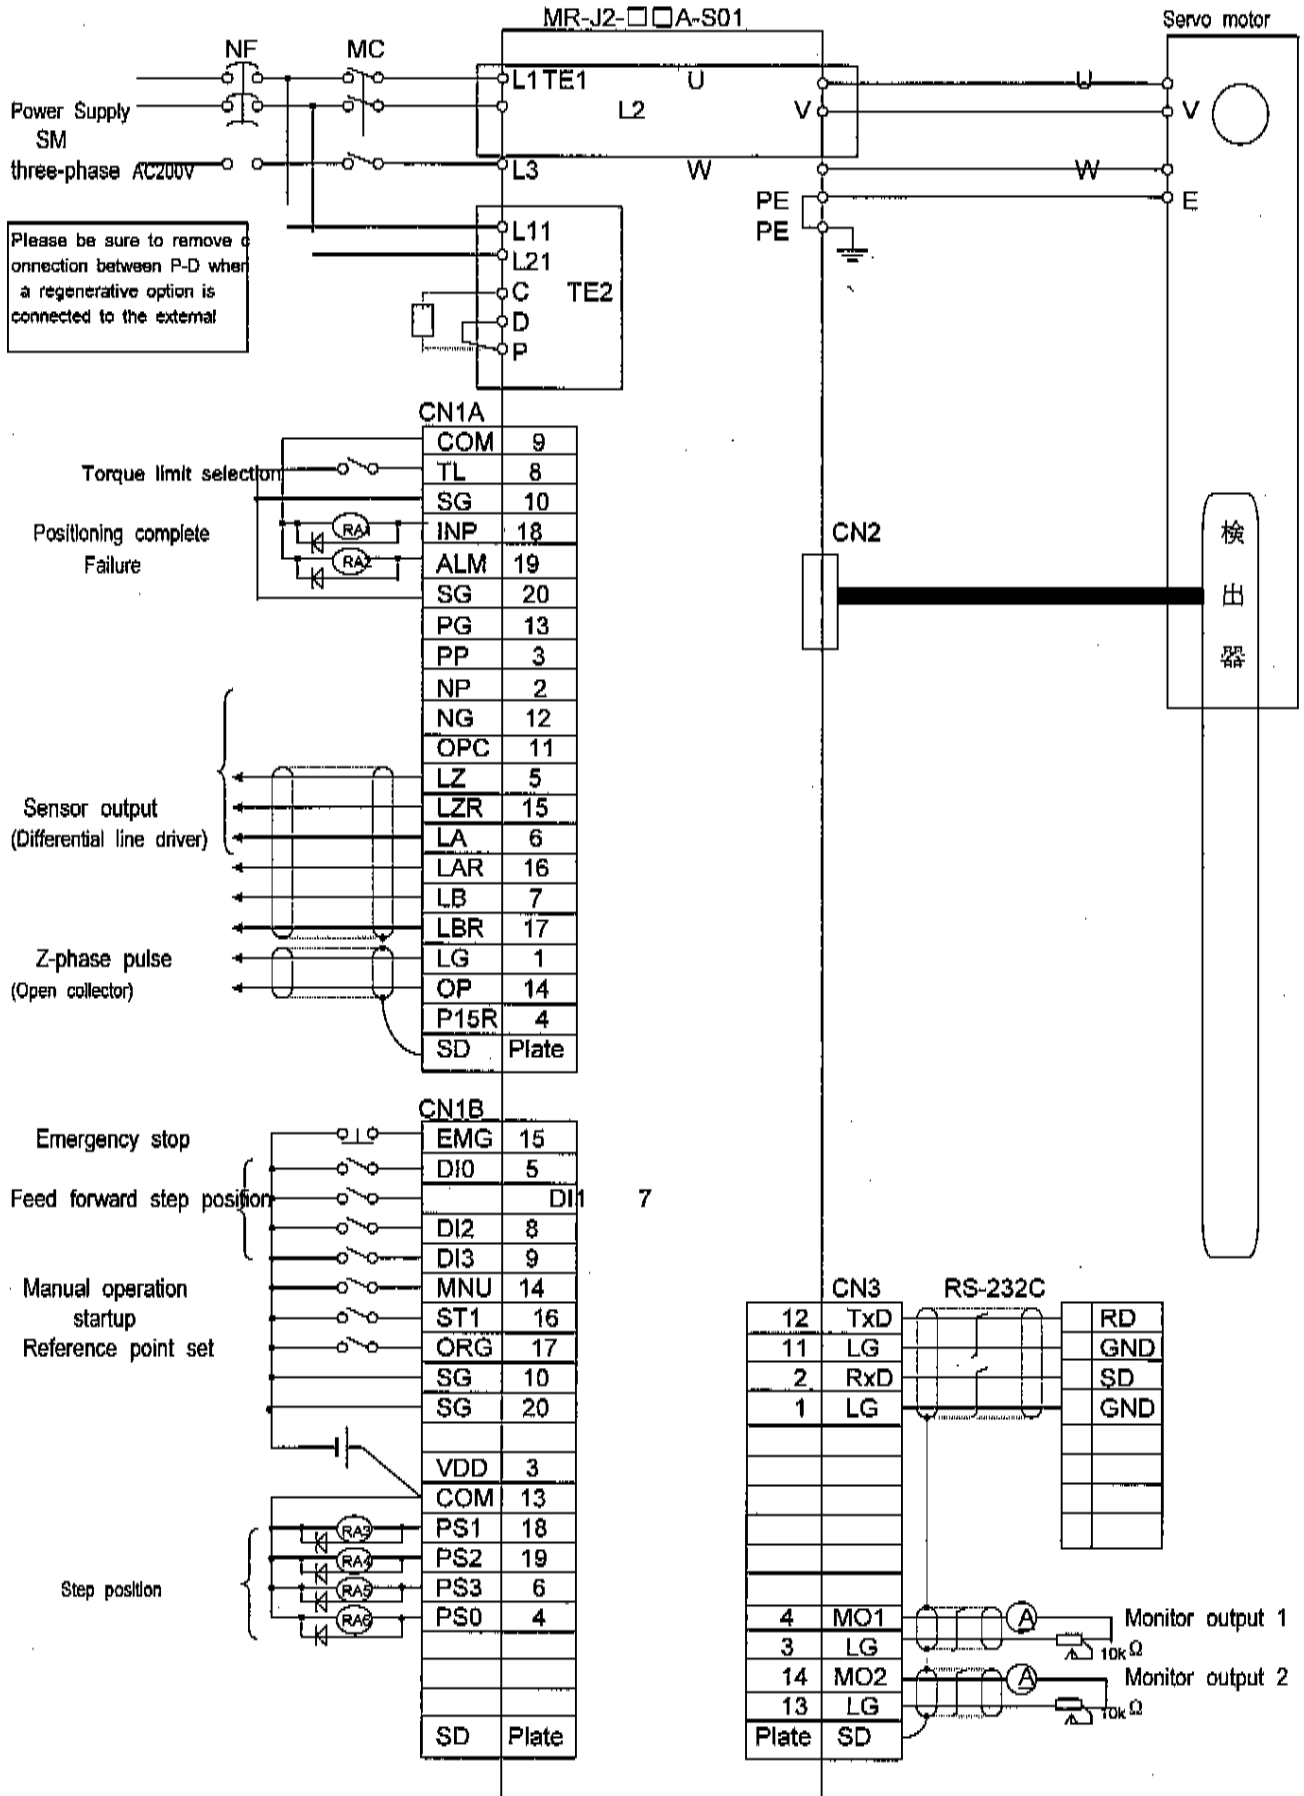 MR-J2-□□A-S01
Servo motor
NF
MC
L1 TE1
U
U
Power Supply
L2
V
V
SM
three-phase AC200V
L3
W
W
PE
E
PE
Please be sure to remove c
onnection between P-D when
a regenerative option is
connected to the external
L11
L21
C
TE2
D
P
CN1A
COM 9
Torque limit selection
TL 8
SG 10
Positioning complete
RA1
INP 18
Failure
RA2
ALM 19
SG 20
PG 13
PP 3
NP 2
NG 12
OPC 11
LZ 5
Sensor output
LZR 15
(Differential line driver)
LA 6
LAR 16
LB 7
LBR 17
Z-phase pulse
LG 1
(Open collector)
OP 14
P15R 4
SD Plate
CN2
検
出
器
CN1B
Emergency stop
EMG 15
DI0 5
Feed forward step position
DI1 7
DI2 8
DI3 9
Manual operation
MNU 14
startup
ST1 16
Reference point set
ORG 17
SG 10
SG 20
VDD 3
COM 13
RA3
PS1 18
RA4
PS2 19
Step position
RA5
PS3 6
RA6
PS0 4
SD Plate
CN3
RS-232C
12 TxD
RD
11 LG
GND
2 RxD
SD
1 LG
GND
4 MO1
A
Monitor output 1
3 LG
10kΩ
14 MO2
A
Monitor output 2
13 LG
10kΩ
Plate SD